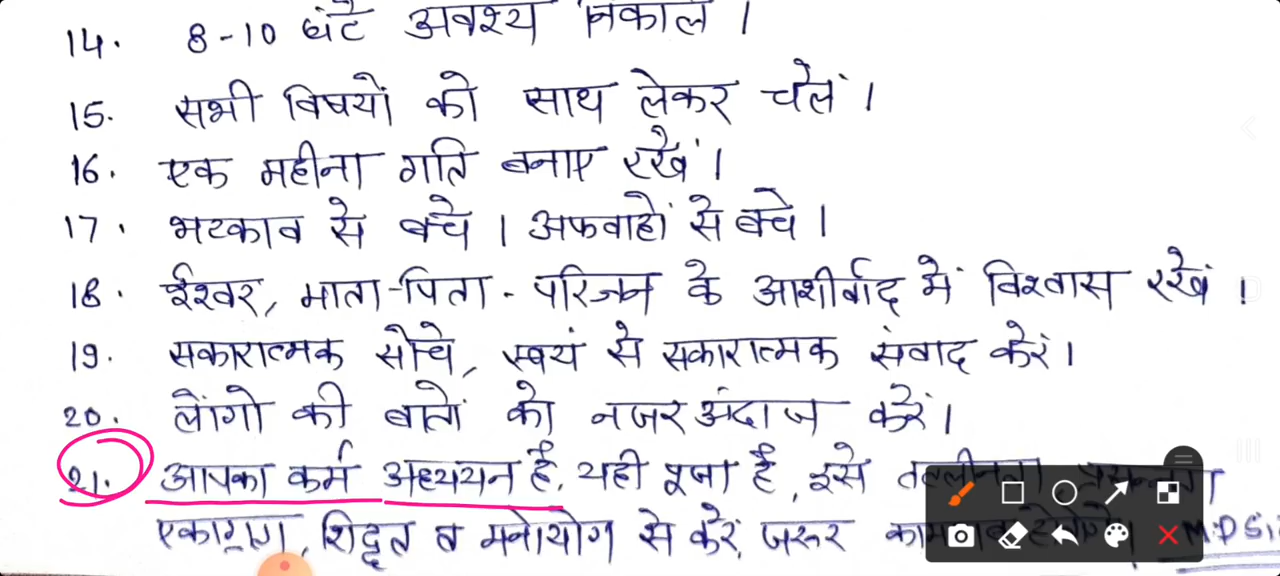 14. 8-10 घंटे अवश्य निकाले ।
15. सभी विषयों को साथ लेकर चलें ।
16. एक महीना गति बनाए रखें ।
17. भटकाव से बचे । अफवाहों से बचे ।
18. ईश्वर, माता-पिता - परिजन के आशीर्वाद में विश्वास रखें ।
19. सकारात्मक सोचे, स्वयं से सकारात्मक संवाद करें ।
20. लोंगो की बातों को नजर अंदाज करें ।
21. आपका कर्म अध्ययन है, यही पूजा है, इसे
एकाग्रता, शिद्दत व मनोयोग से करें, जरूर